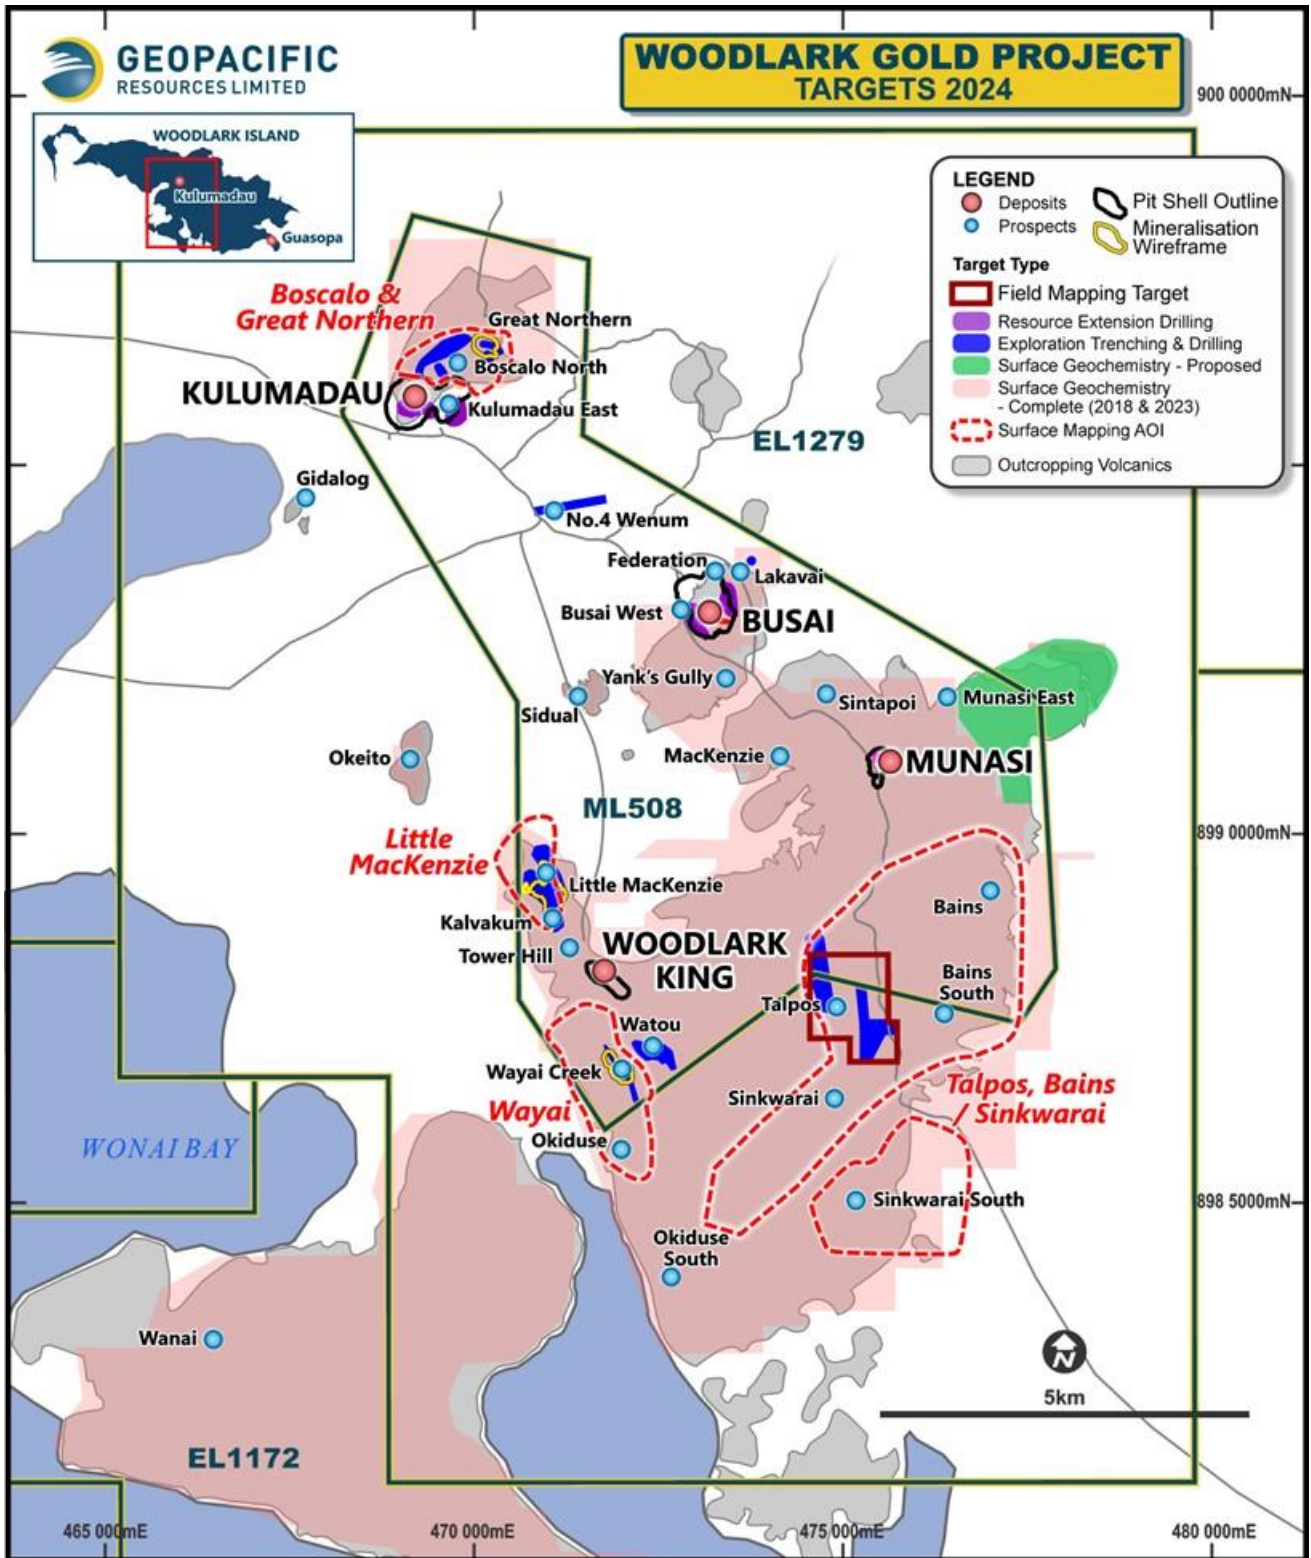 GEOPACIFIC
RESOURCES LIMITED
WOODLARK GOLD PROJECT
TARGETS 2024
900 0000mN
WOODLARK ISLAND
Kulumadau
Guasopa
LEGEND
Deposits
Prospects
Pit Shell Outline
Mineralisation
Wireframe
Target Type
Field Mapping Target
Resource Extension Drilling
Exploration Trenching & Drilling
Surface Geochemistry - Proposed
Surface Geochemistry
- Complete (2018 & 2023)
Surface Mapping AOI
Outcropping Volcanics
Boscalo &
Great Northern
Great Northern
Boscalo North
KULUMADAU
Kulumadau East
EL1279
Gidalog
No.4 Wenum
Federation
Lakavai
Busai West
BUSAI
Yank's Gully
Sidual
Sintapoi
Munasi East
Okeito
MacKenzie
MUNASI
ML508
899 0000mN
Little
MacKenzie
Little MacKenzie
Kalvakum
Bains
Tower Hill
WOODLARK
KING
Bains
South
Talpos
Watou
Wayai Creek
Sinkwarai
Talpos, Bains
/ Sinkwarai
Wayai
Okiduse
WONAI BAY
Sinkwarai South
898 5000mN
Okiduse
South
Wanai
N
5km
EL1172
465 000mE
470 000mE
475 000mE
480 000mE